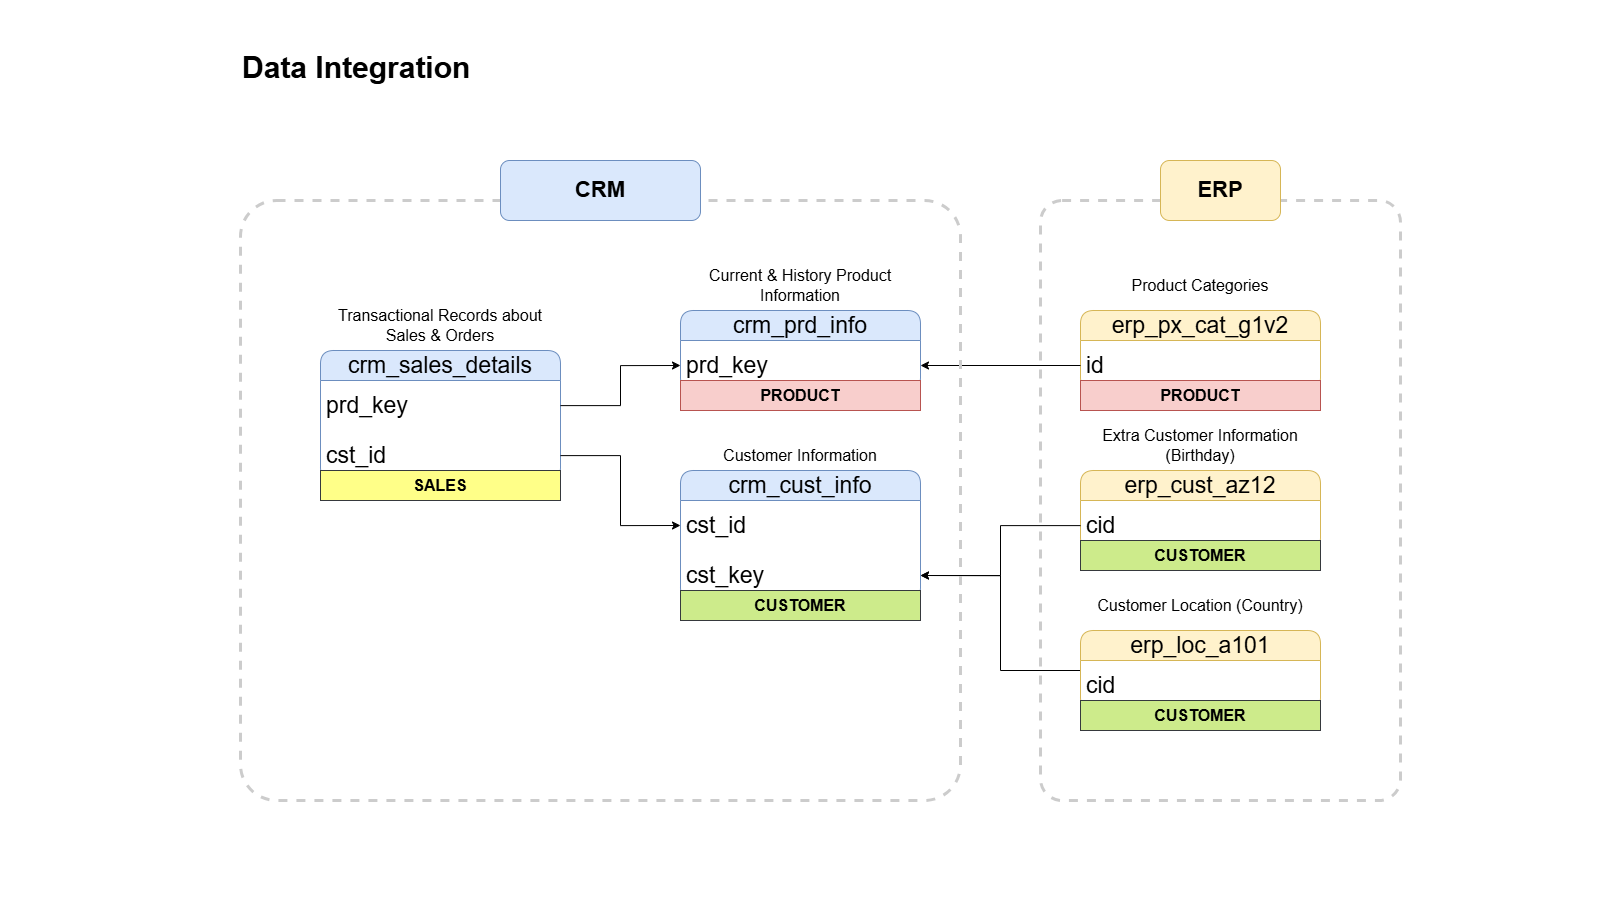 Data Integration
CRM
Transactional Records about
Sales & Orders
crm_sales_details
prd_key
cst_id
SALES
Current & History Product
Information
crm_prd_info
prd_key
PRODUCT
Customer Information
crm_cust_info
cst_id
cst_key
CUSTOMER
ERP
Product Categories
erp_px_cat_g1v2
id
PRODUCT
Extra Customer Information
(Birthday)
erp_cust_az12
cid
CUSTOMER
Customer Location (Country)
erp_loc_a101
cid
CUSTOMER